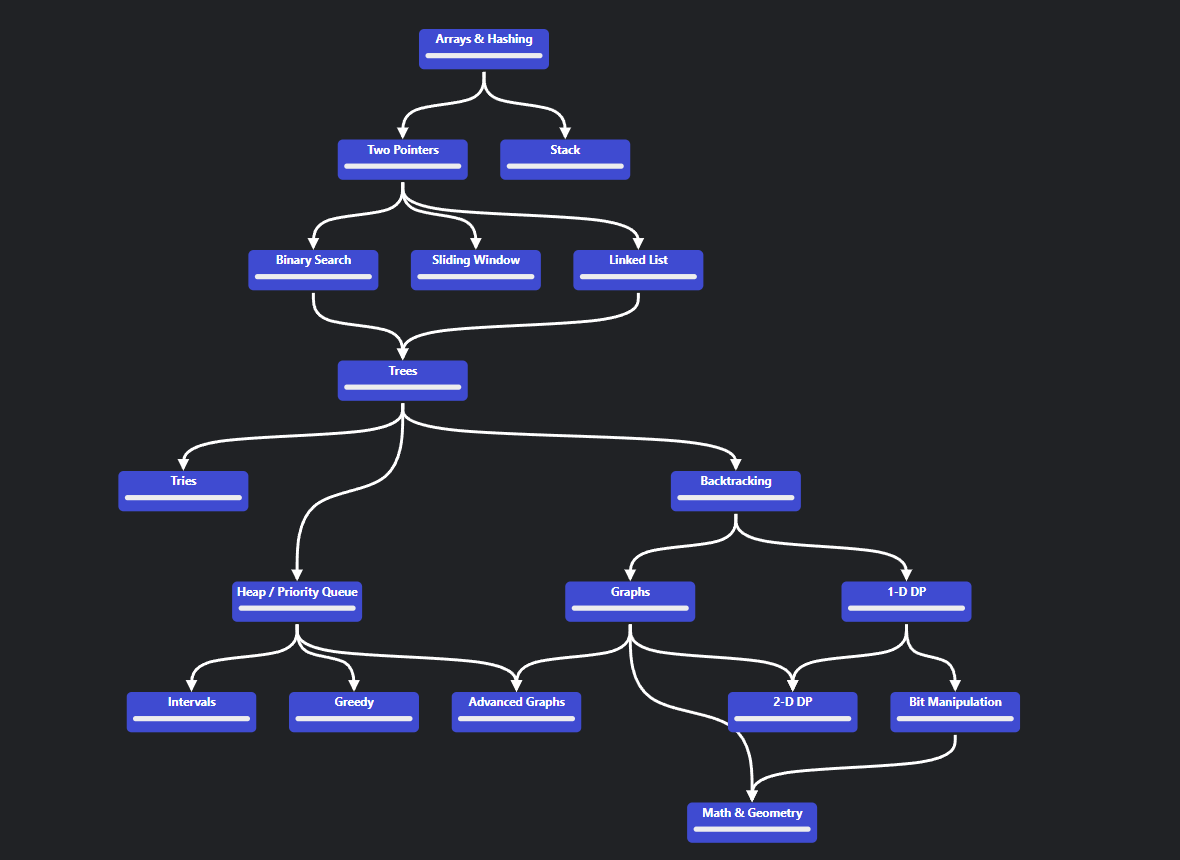 Arrays & Hashing
Two Pointers
Stack
Binary Search
Sliding Window
Linked List
Trees
Tries
Backtracking
Heap / Priority Queue
Graphs
1-D DP
Intervals
Greedy
Advanced Graphs
2-D DP
Bit Manipulation
Math & Geometry